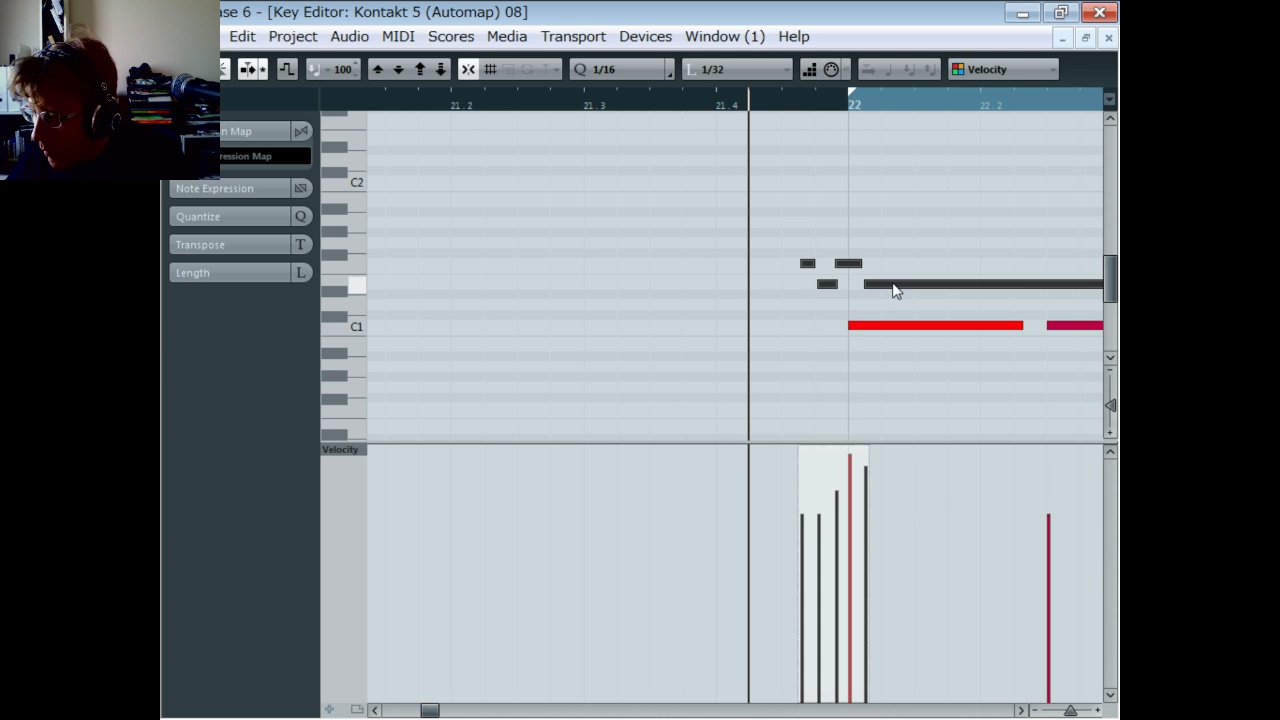 ase 6 - [Key Editor: Kontakt 5 (Automap) 08]
Edit Project Audio MIDI Scores Media Transport Devices Window (1) Help
100 Q 1/16 L 1/32 Velocity
21.2 21.3 21.4 22 22.2
n Map
ression Map
C2
Note Expression
Quantize Q
Transpose T
Length L
C1
Velocity